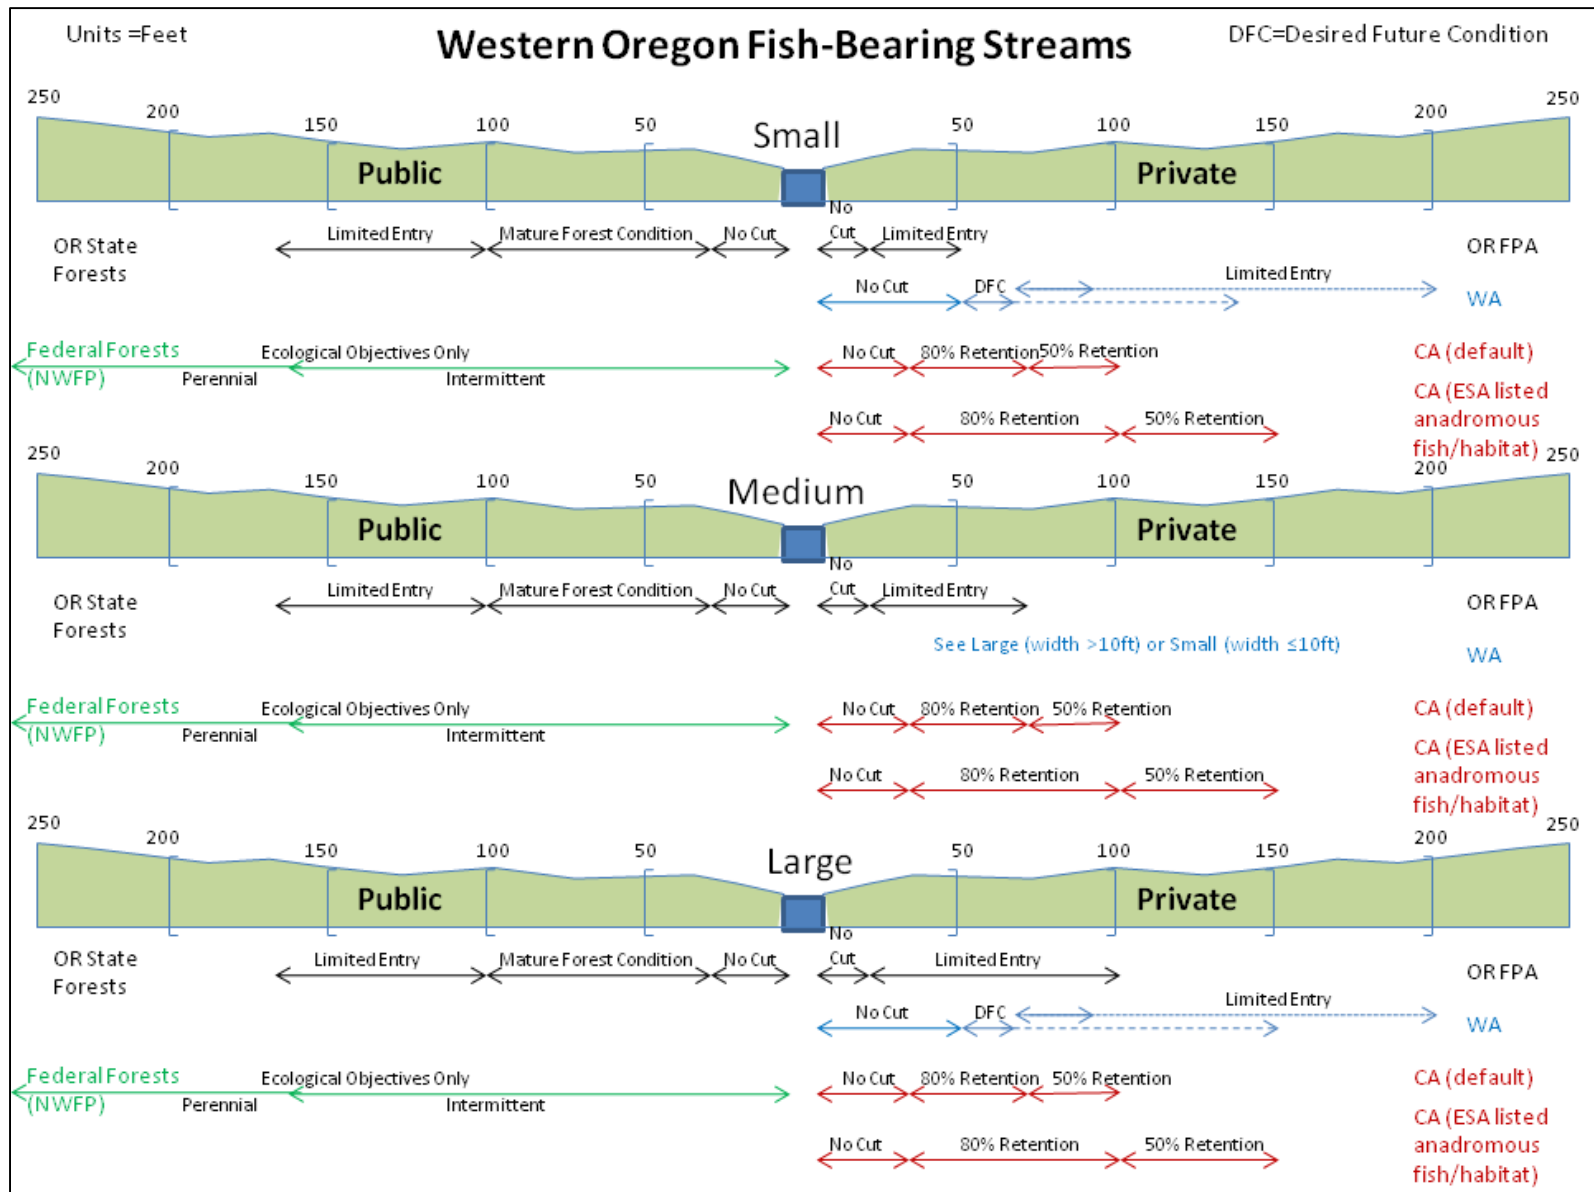 Units =Feet
Western Oregon Fish-Bearing Streams
DFC=Desired Future Condition
250 200 150 100 50 Small 50 100 150 200 250
Public
Private
OR State
Forests
Limited Entry
Mature Forest Condition
No Cut
No
Cut
Limited Entry
OR FPA
No Cut
DFC
Limited Entry
WA
Federal Forests
(NWFP)
Perennial
Ecological Objectives Only
Intermittent
No Cut
80% Retention
50% Retention
CA (default)
No Cut
80% Retention
50% Retention
CA (ESA listed
anadromous
fish/habitat)
250 200 150 100 50 Medium 50 100 150 200 250
Public
Private
OR State
Forests
Limited Entry
Mature Forest Condition
No Cut
No
Cut
Limited Entry
OR FPA
See Large (width >10ft) or Small (width ≤10ft)
WA
Federal Forests
(NWFP)
Perennial
Ecological Objectives Only
Intermittent
No Cut
80% Retention
50% Retention
CA (default)
No Cut
80% Retention
50% Retention
CA (ESA listed
anadromous
fish/habitat)
250 200 150 100 50 Large 50 100 150 200 250
Public
Private
OR State
Forests
Limited Entry
Mature Forest Condition
No Cut
No
Cut
Limited Entry
OR FPA
No Cut
DFC
Limited Entry
WA
Federal Forests
(NWFP)
Perennial
Ecological Objectives Only
Intermittent
No Cut
80% Retention
50% Retention
CA (default)
No Cut
80% Retention
50% Retention
CA (ESA listed
anadromous
fish/habitat)